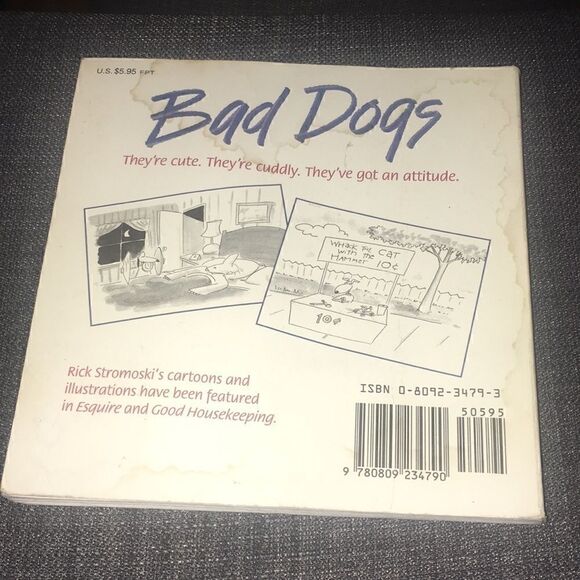 U.S. $5.95 FPT
Bad Dogs
They're cute. They're cuddly. They've got an attitude.
WHACK THE CAT
WITH THE
HAMMER 10¢
10¢
Rick Stromoski's cartoons and
illustrations have been featured
in Esquire and Good Housekeeping.
ISBN 0-8092-3479-3
50595
9 780809 234790